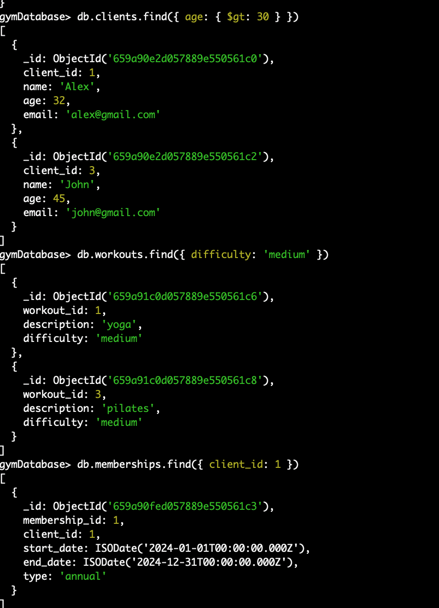 }
gymDatabase> db.clients.find({ age: { $gt: 30 } })
[
  {
    _id: ObjectId('659a90e2d057889e550561c0'),
    client_id: 1,
    name: 'Alex',
    age: 32,
    email: 'alex@gmail.com'
  },
  {
    _id: ObjectId('659a90e2d057889e550561c2'),
    client_id: 3,
    name: 'John',
    age: 45,
    email: 'john@gmail.com'
  }
]
gymDatabase> db.workouts.find({ difficulty: 'medium' })
[
  {
    _id: ObjectId('659a91c0d057889e550561c6'),
    workout_id: 1,
    description: 'yoga',
    difficulty: 'medium'
  },
  {
    _id: ObjectId('659a91c0d057889e550561c8'),
    workout_id: 3,
    description: 'pilates',
    difficulty: 'medium'
  }
]
gymDatabase> db.memberships.find({ client_id: 1 })
[
  {
    _id: ObjectId('659a90fed057889e550561c3'),
    membership_id: 1,
    client_id: 1,
    start_date: ISODate('2024-01-01T00:00:00.000Z'),
    end_date: ISODate('2024-12-31T00:00:00.000Z'),
    type: 'annual'
  }
]